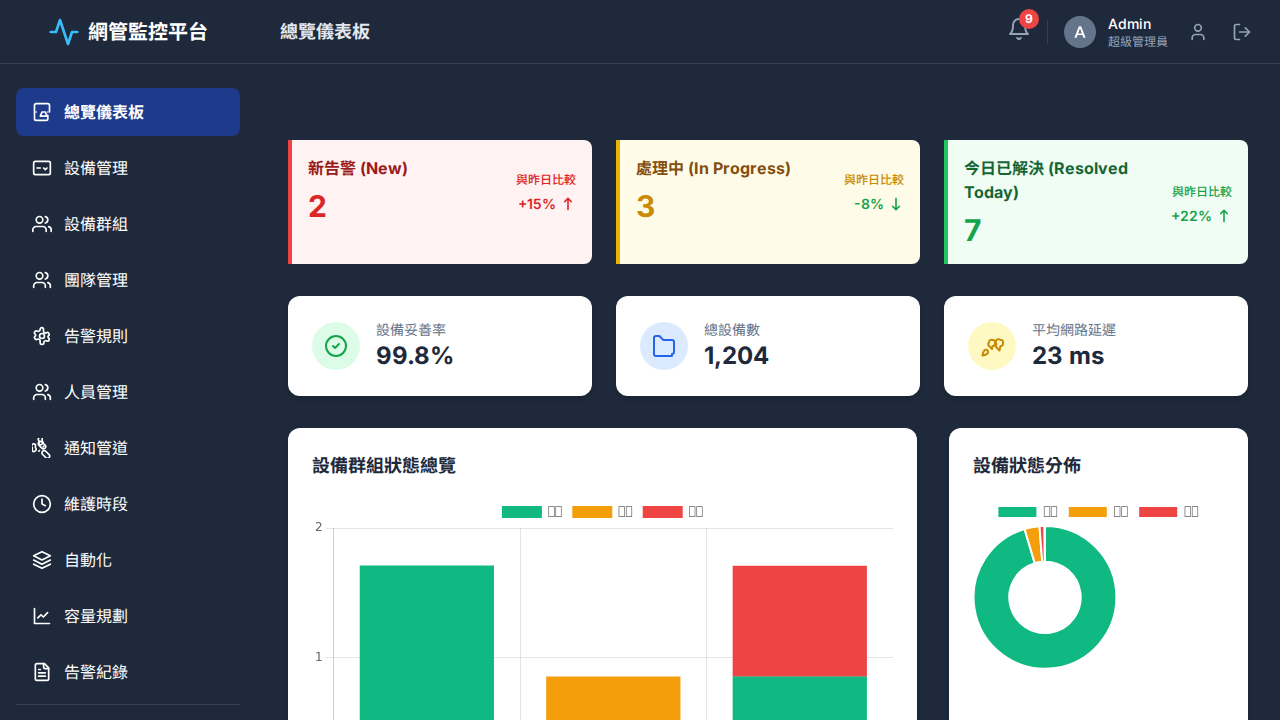 網管監控平台
總覽儀表板
9
A
Admin
超級管理員
總覽儀表板
設備管理
設備群組
團隊管理
告警規則
人員管理
通知管道
維護時段
自動化
容量規劃
告警紀錄
新告警 (New)
2
與昨日比較
+15% ↑
處理中 (In Progress)
3
與昨日比較
-8% ↓
今日已解決 (Resolved
Today)
7
與昨日比較
+22% ↑
設備妥善率
99.8%
總設備數
1,204
平均網路延遲
23 ms
設備群組狀態總覽
2
1
設備狀態分佈